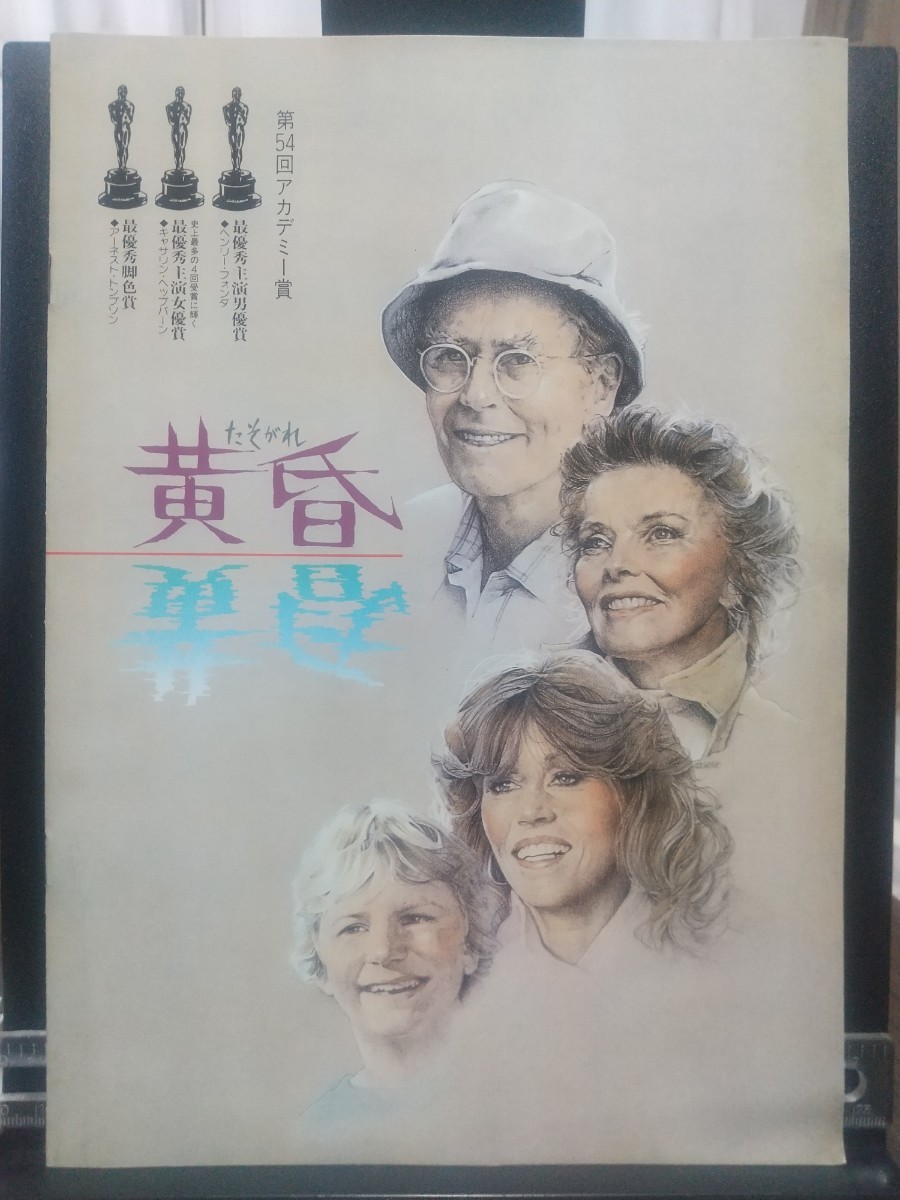 第54回アカデミー賞
最優秀主演男優賞
◆ヘンリー・フォンダ
史上最多の4回受賞に輝く
最優秀主演女優賞
◆キャサリン・ヘップバーン
最優秀脚色賞
◆アーネスト・トンプソン
たそがれ
黄昏